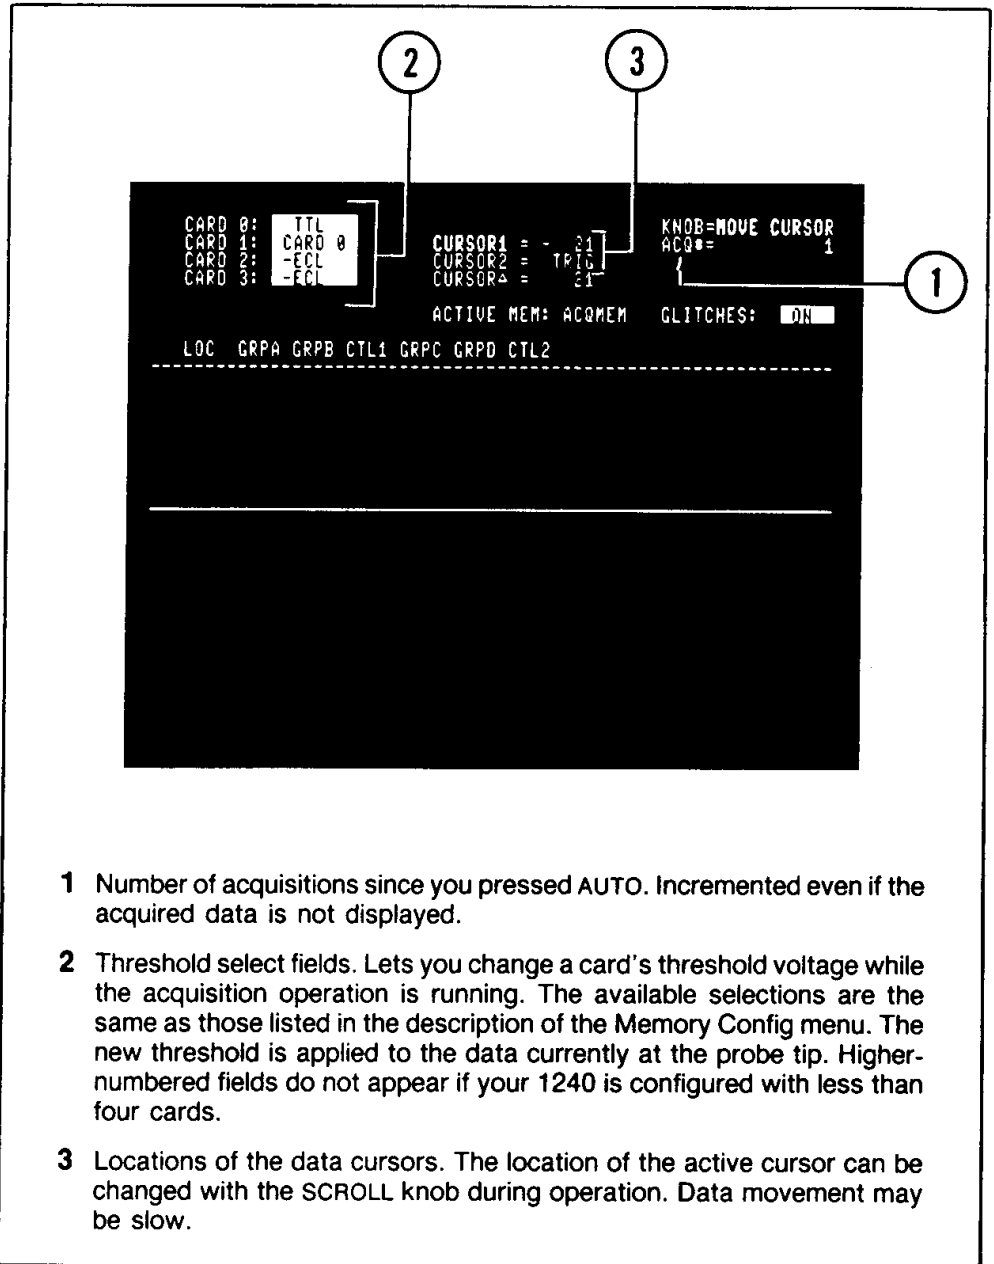 2 3
CARD 0: TTL
CARD 1: CARD 0
CARD 2: -ECL
CARD 3: -ECL
CURSOR1 = - 21
CURSOR2 = TRIG
CURSOR△ = 21
KNOB=MOVE CURSOR
ACQ#= 1
1
ACTIVE MEM: ACQMEM GLITCHES: ON
LOC GRPA GRPB CTL1 GRPC GRPD CTL2
1 Number of acquisitions since you pressed AUTO. Incremented even if the
acquired data is not displayed.
2 Threshold select fields. Lets you change a card's threshold voltage while
the acquisition operation is running. The available selections are the
same as those listed in the description of the Memory Config menu. The
new threshold is applied to the data currently at the probe tip. Higher-
numbered fields do not appear if your 1240 is configured with less than
four cards.
3 Locations of the data cursors. The location of the active cursor can be
changed with the SCROLL knob during operation. Data movement may
be slow.